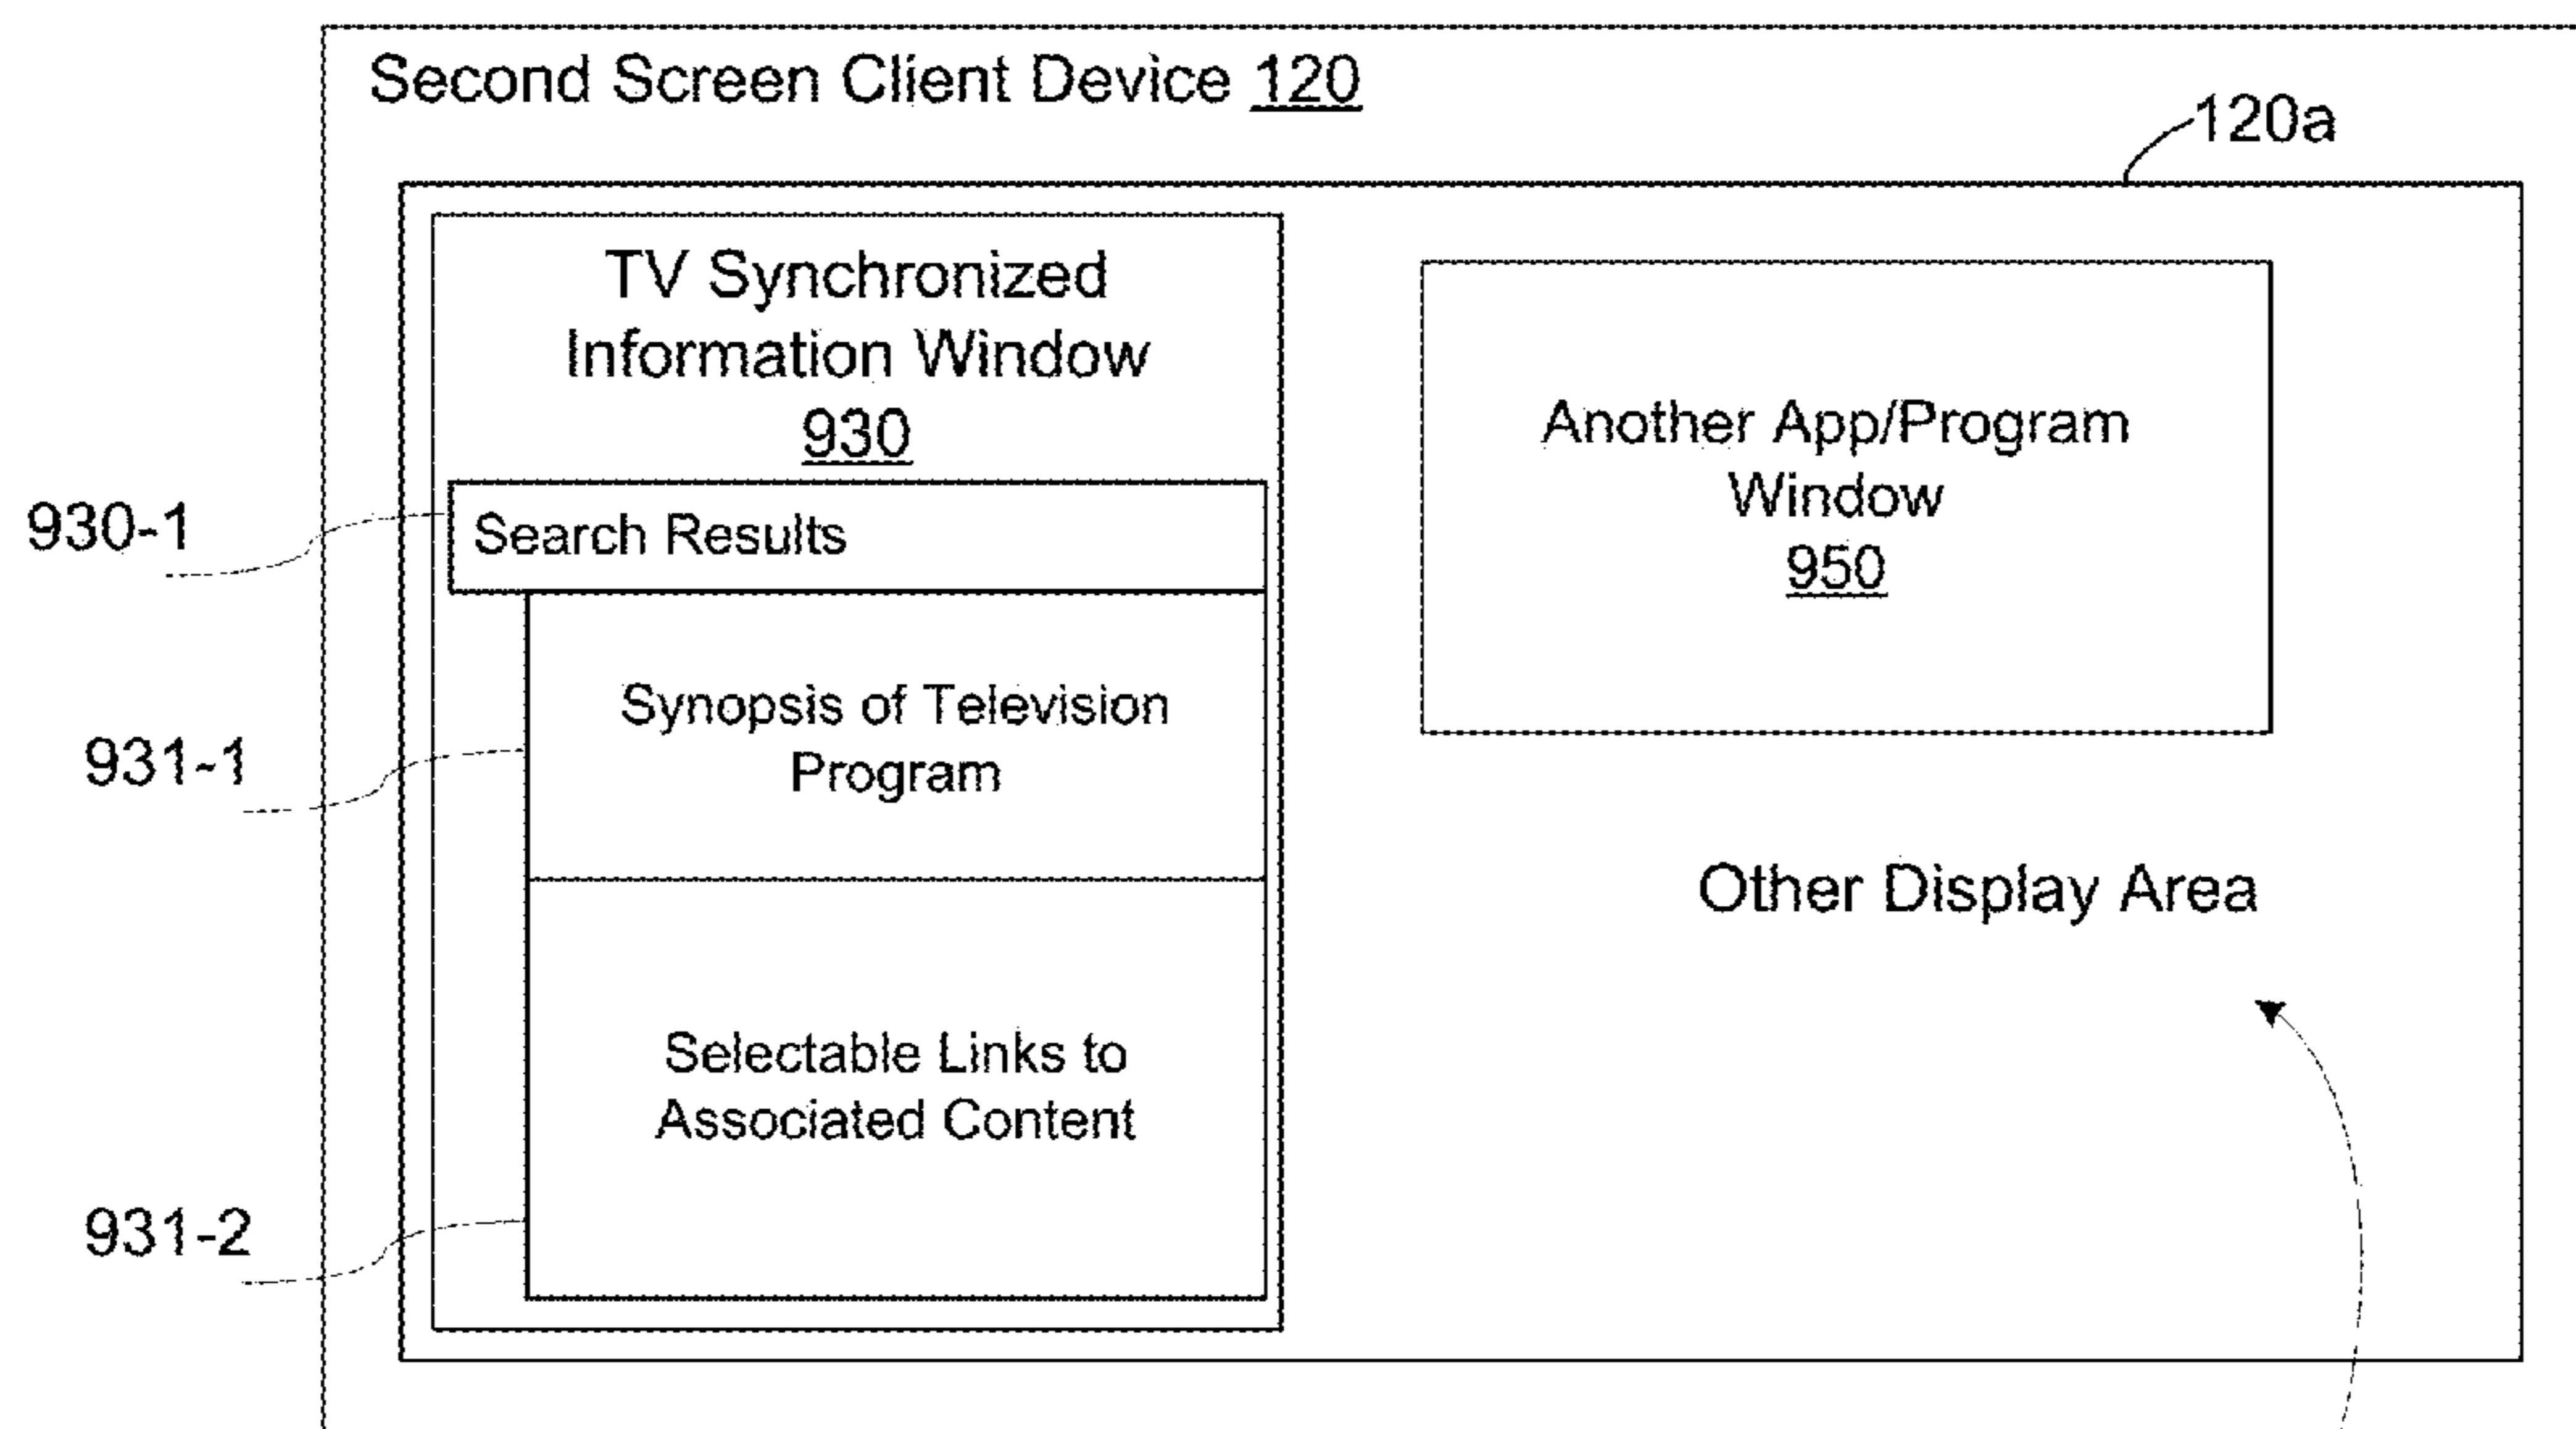 Second Screen Client Device 120
120a
TV Synchronized
Information Window
930
930-1
Search Results
931-1
Synopsis of Television
Program
931-2
Selectable Links to
Associated Content
Another App/Program
Window
950
Other Display Area